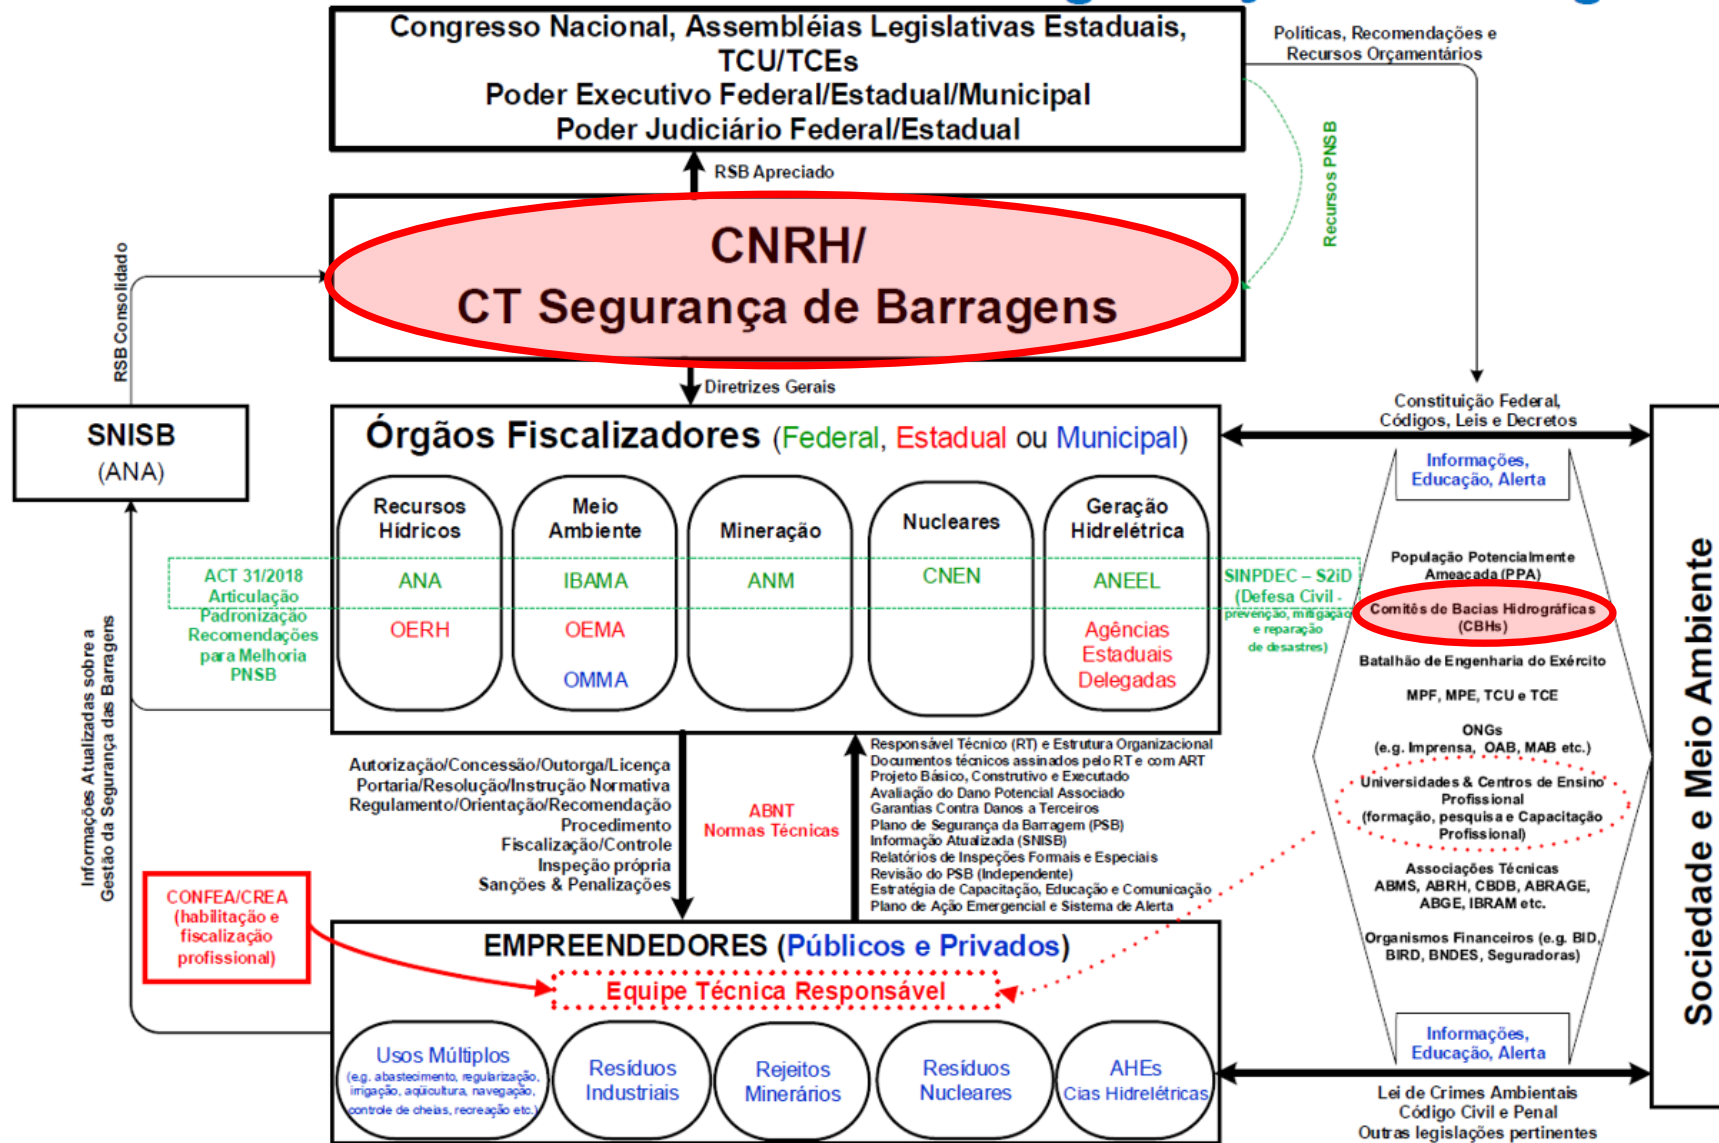 Congresso Nacional, Assembléias Legislativas Estaduais,
TCU/TCEs
Poder Executivo Federal/Estadual/Municipal
Poder Judiciário Federal/Estadual
Políticas, Recomendações e
Recursos Orçamentários
Recursos PNSB
RSB Apreciado
CNRH/
CT Segurança de Barragens
RSB Consolidado
Diretrizes Gerais
SNISB
(ANA)
Órgãos Fiscalizadores (Federal, Estadual ou Municipal)
Recursos
Hídricos
ANA
OERH
Meio
Ambiente
IBAMA
OEMA
OMMA
Mineração
ANM
Nucleares
CNEN
Geração
Hidrelétrica
ANEEL
Agências
Estaduais
Delegadas
ACT 31/2018
Articulação
Padronização
Recomendações
para Melhoria
PNSB
SINPDEC – S2iD
(Defesa Civil -
prevenção, mitigação
e reparação
de desastres)
Informações Atualizadas sobre a
Gestão da Segurança das Barragens
Constituição Federal,
Códigos, Leis e Decretos
Informações,
Educação, Alerta
População Potencialmente
Ameaçada (PPA)
Comitês de Bacias Hidrográficas
(CBHs)
Batalhão de Engenharia do Exército
MPF, MPE, TCU e TCE
ONGs
(e.g. Imprensa, OAB, MAB etc.)
Universidades & Centros de Ensino
Profissional
(formação, pesquisa e Capacitação
Profissional)
Associações Técnicas
ABMS, ABRH, CBDB, ABRAGE,
ABGE, IBRAM etc.
Organismos Financeiros (e.g. BID,
BIRD, BNDES, Seguradoras)
Informações,
Educação, Alerta
Lei de Crimes Ambientais
Código Civil e Penal
Outras legislações pertinentes
Sociedade e Meio Ambiente
Autorização/Concessão/Outorga/Licença
Portaria/Resolução/Instrução Normativa
Regulamento/Orientação/Recomendação
Procedimento
Fiscalização/Controle
Inspeção própria
Sanções & Penalizações
ABNT
Normas Técnicas
Responsável Técnico (RT) e Estrutura Organizacional
Documentos técnicos assinados pelo RT e com ART
Projeto Básico, Construtivo e Executado
Avaliação do Dano Potencial Associado
Garantias Contra Danos a Terceiros
Plano de Segurança da Barragem (PSB)
Informação Atualizada (SNISB)
Relatórios de Inspeções Formais e Especiais
Revisão do PSB (Independente)
Estratégia de Capacitação, Educação e Comunicação
Plano de Ação Emergencial e Sistema de Alerta
CONFEA/CREA
(habilitação e
fiscalização
profissional)
EMPREENDEDORES (Públicos e Privados)
Equipe Técnica Responsável
Usos Múltiplos
(e.g. abastecimento, regularização,
irrigação, aqüicultura, navegação,
controle de cheias, recreação etc.)
Resíduos
Industriais
Rejeitos
Minerários
Resíduos
Nucleares
AHEs
Cias Hidrelétricas